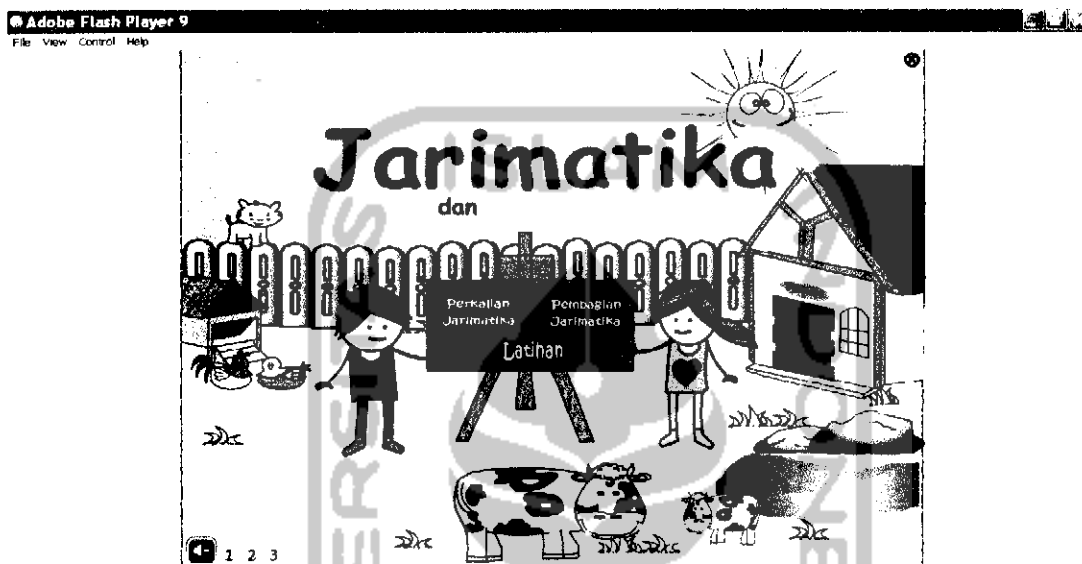 Adobe Flash Player 9
File View Control Help
Jarimatika
dan
Perkalian Pembagian
Jarimatika Jarimatika
Latihan
1 2 3